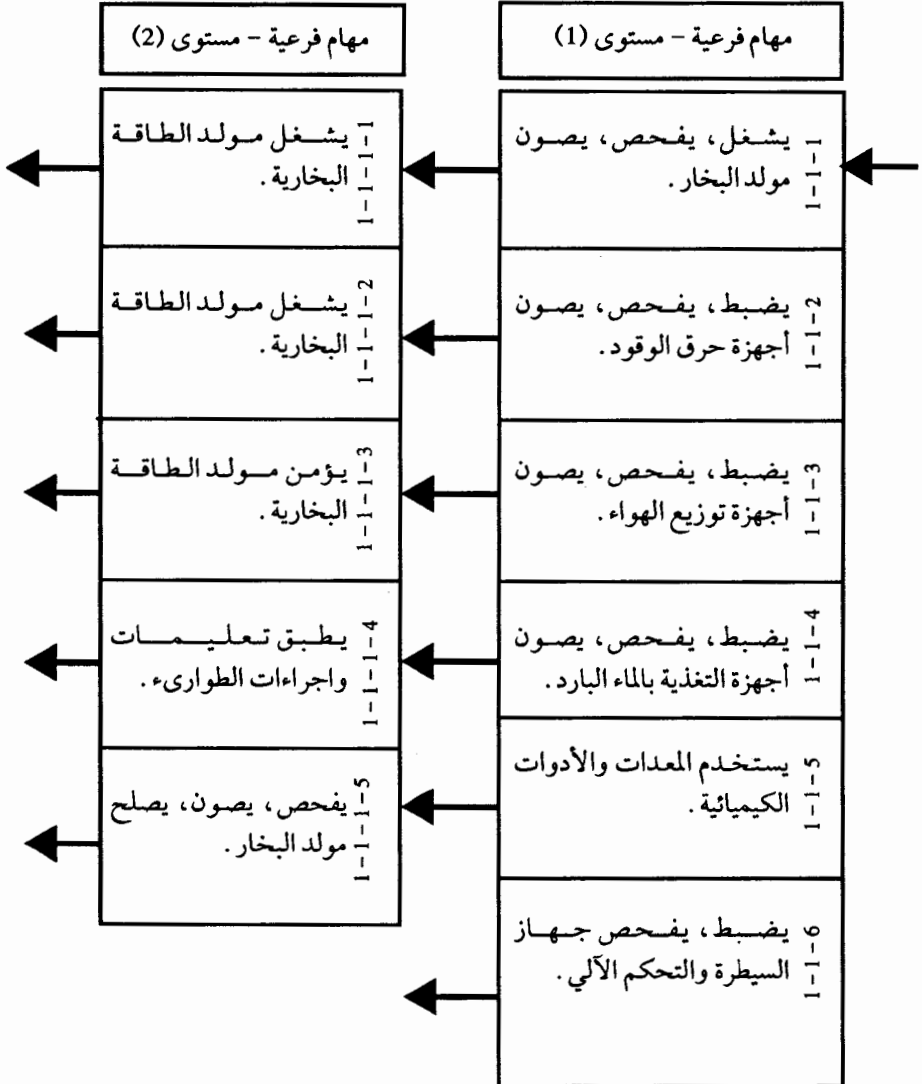 مهام فرعية – مستوى (1)
1-1-1
يشغل، يفحص، يصون
مولد البخار.
1-1-2
يضبط، يفحص، يصون
أجهزة حرق الوقود.
1-1-3
يضبط، يفحص، يصون
أجهزة توزيع الهواء.
1-1-4
يضبط، يفحص، يصون
أجهزة التغذية بالماء البارد.
1-1-5
يستخدم المعدات والأدوات
الكيميائية.
1-1-6
يضبط، يفحص جهاز
السيطرة والتحكم الآلي.
مهام فرعية – مستوى (2)
1-1-1-1
يشغل مولد الطاقة
البخارية.
1-1-1-2
يشغل مولد الطاقة
البخارية.
1-1-1-3
يؤمن مولد الطاقة
البخارية.
1-1-1-4
يطبق تعليمات
واجراءات الطوارىء.
1-1-1-5
يفحص، يصون، يصلح
مولد البخار.